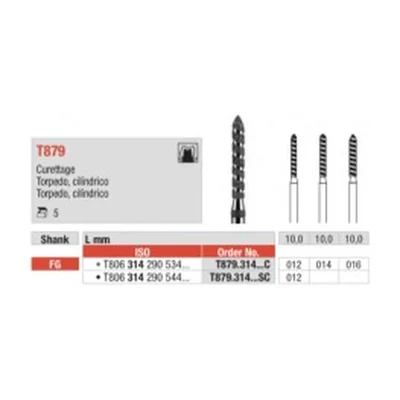 T879
Curettage
Torpedo, cilíndrico
Torpedo, cilíndrico
5
Shank L mm 10,0 10,0 10,0
ISO Order No.
FG • T806 314 290 534... T879.314...C 012 014 016
• T806 314 290 544... T879.314...SC 012